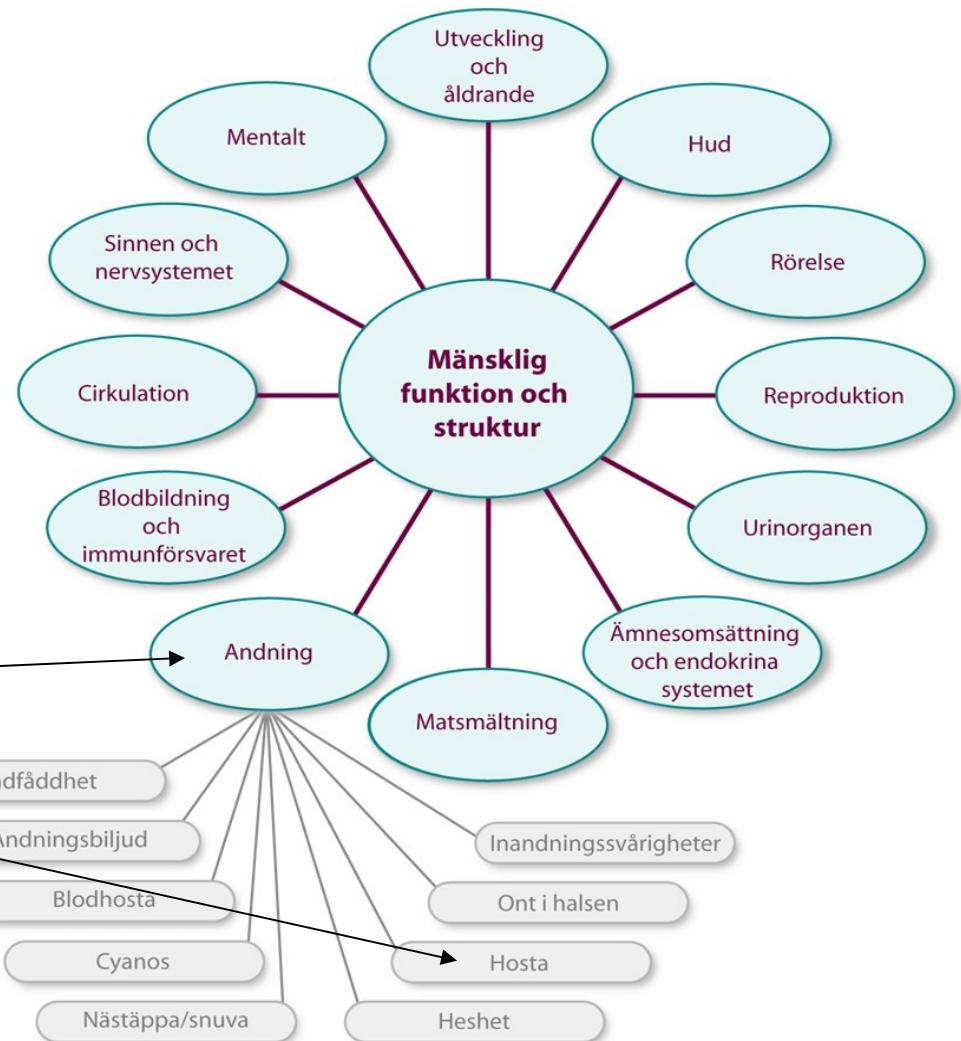 Utveckling
och
åldrande
Mentalt
Hud
Sinnen och
nervsystemet
Rörelse
Mänsklig
funktion och
struktur
Cirkulation
Reproduktion
Blodbildning
och
immunförsvaret
Urinorganen
Andning
Ämnesomsättning
och endokrina
systemet
Matsmältning
dfåddhet
Andningsbiljud
Inandningssvårigheter
Blodhosta
Ont i halsen
Cyanos
Hosta
Nästäppa/snuva
Heshet